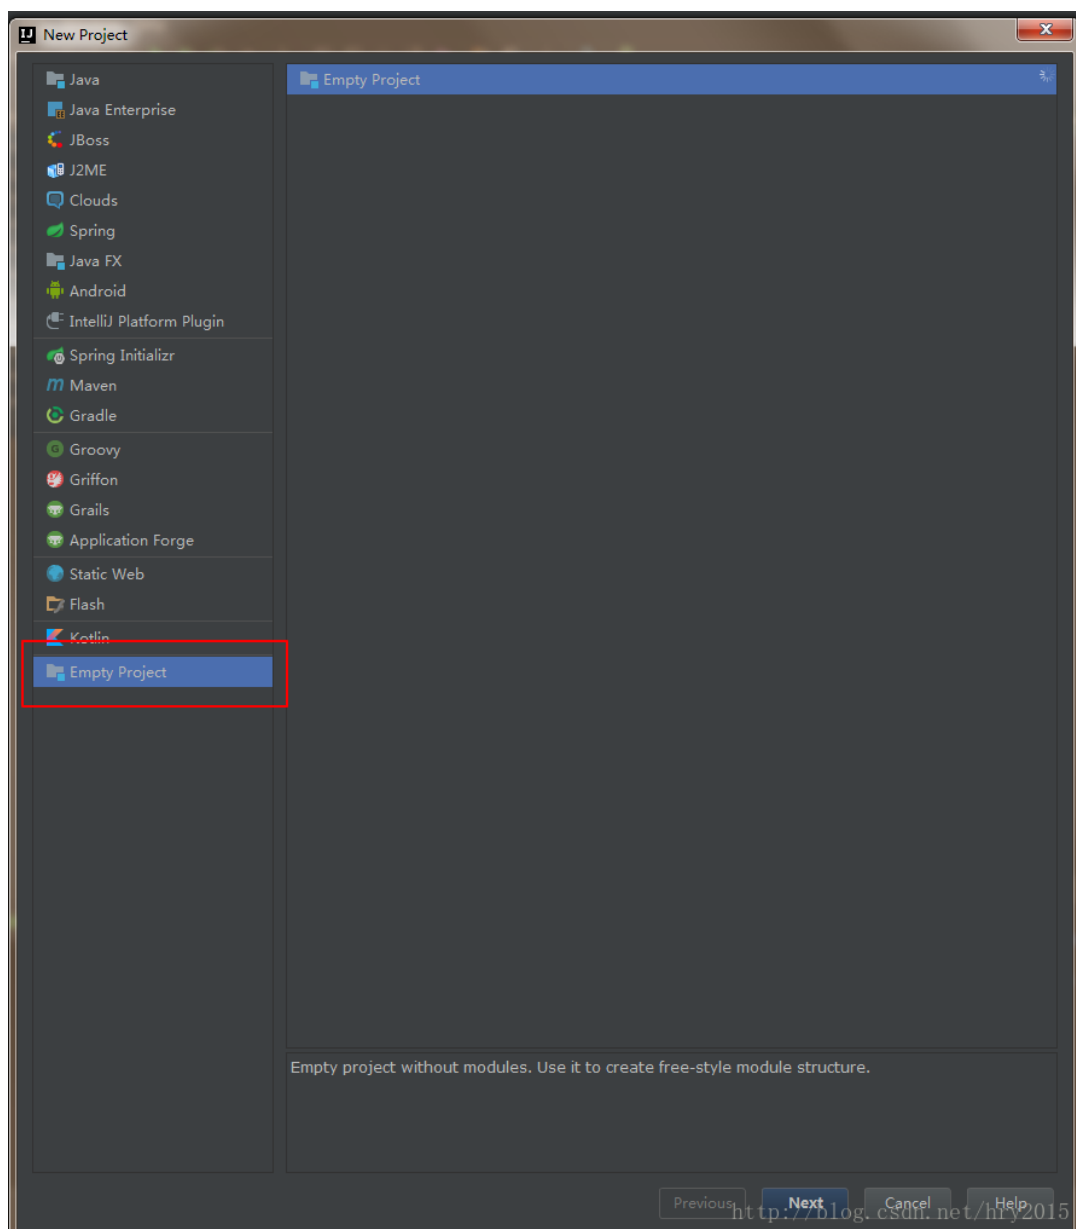 New Project
Java
Java Enterprise
JBoss
J2ME
Clouds
Spring
Java FX
Android
IntelliJ Platform Plugin
Spring Initializr
Maven
Gradle
Groovy
Griffon
Grails
Application Forge
Static Web
Flash
Kotlin
Empty Project
Empty Project
Empty project without modules. Use it to create free-style module structure.
Previous Next Cancel Help
http://blog.csdn.net/hry2015